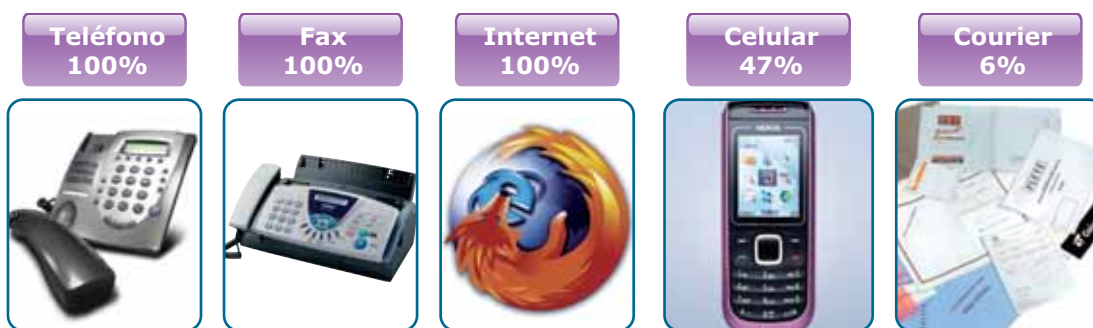 Teléfono
100%
Fax
100%
Internet
100%
Celular
47%
Courier
6%
NOKIA